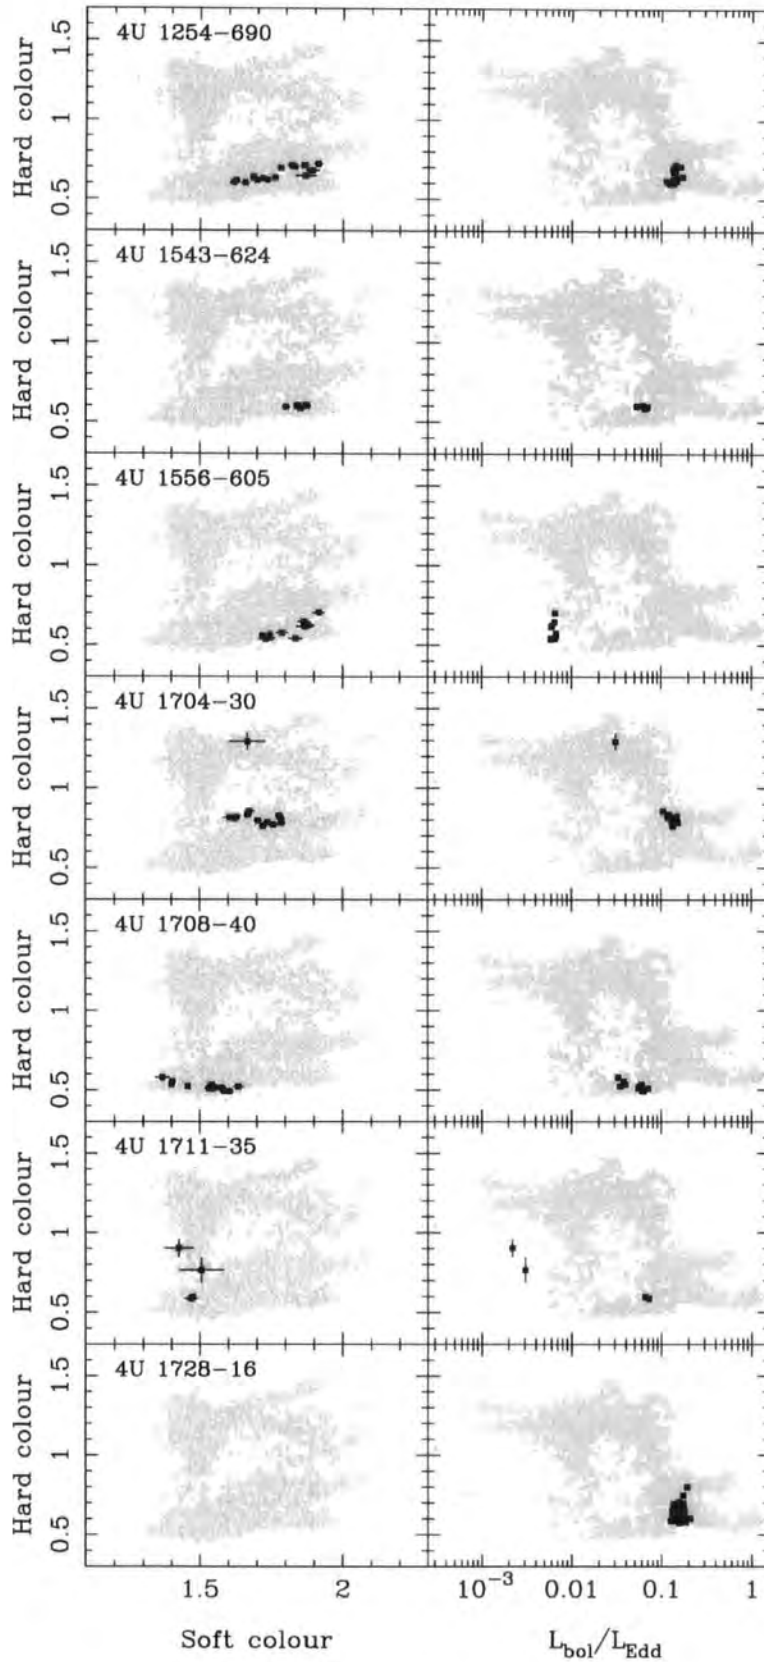 4U 1254−690
Hard colour
1.5
1
0.5
4U 1543−624
Hard colour
1.5
1
0.5
4U 1556−605
Hard colour
1.5
1
0.5
4U 1704−30
Hard colour
1.5
1
0.5
4U 1708−40
Hard colour
1.5
1
0.5
4U 1711−35
Hard colour
1.5
1
0.5
4U 1728−16
Hard colour
1.5
1
0.5
1.5 2 10⁻³ 0.01 0.1 1
Soft colour L_bol/L_Edd